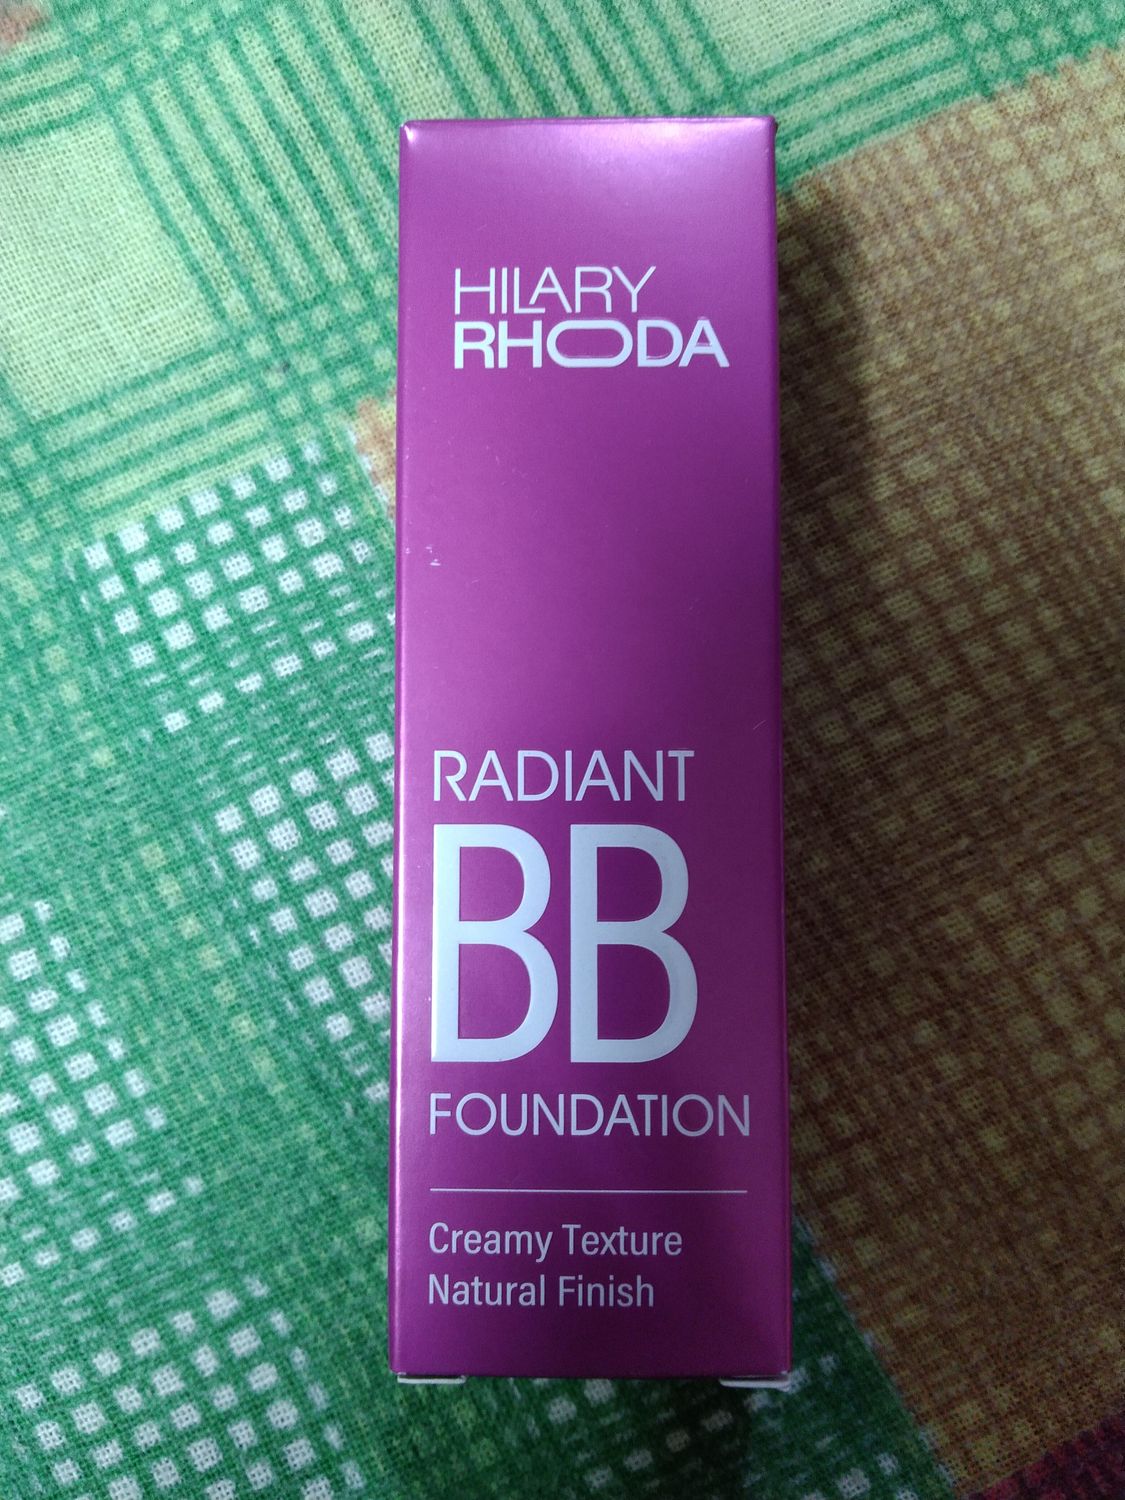 HILARY
RHODA
RADIANT
BB
FOUNDATION
Creamy Texture
Natural Finish